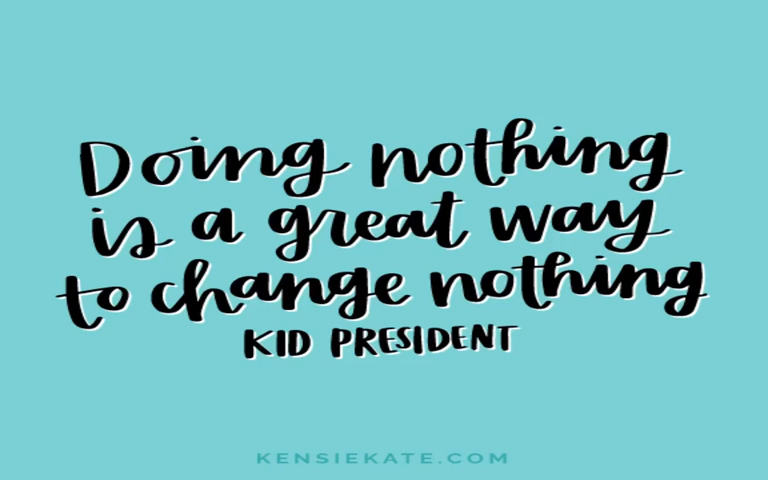 Doing nothing
is a great way
to change nothing
KID PRESIDENT
KENSIEKATE.COM